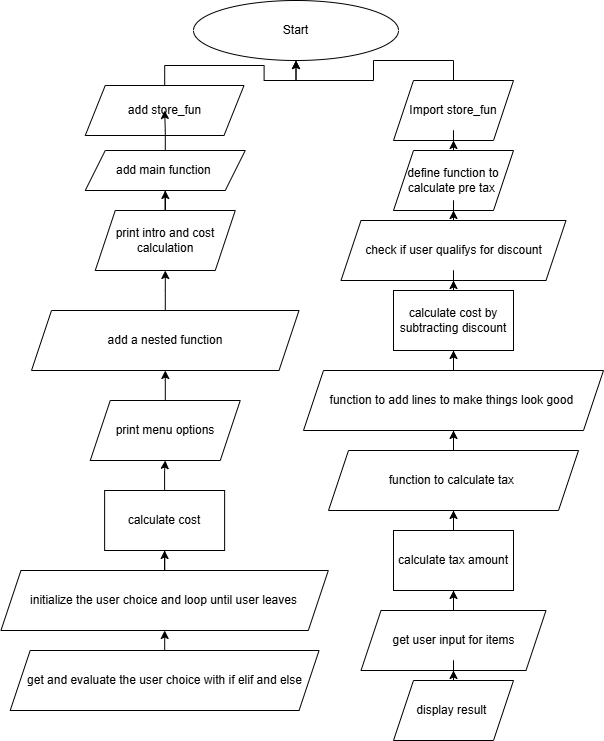 Start
add store_fun
add main function
print intro and cost
calculation
add a nested function
print menu options
calculate cost
initialize the user choice and loop until user leaves
get and evaluate the user choice with if elif and else
Import store_fun
define function to
calculate pre tax
check if user qualifys for discount
calculate cost by
subtracting discount
function to add lines to make things look good
function to calculate tax
calculate tax amount
get user input for items
display result